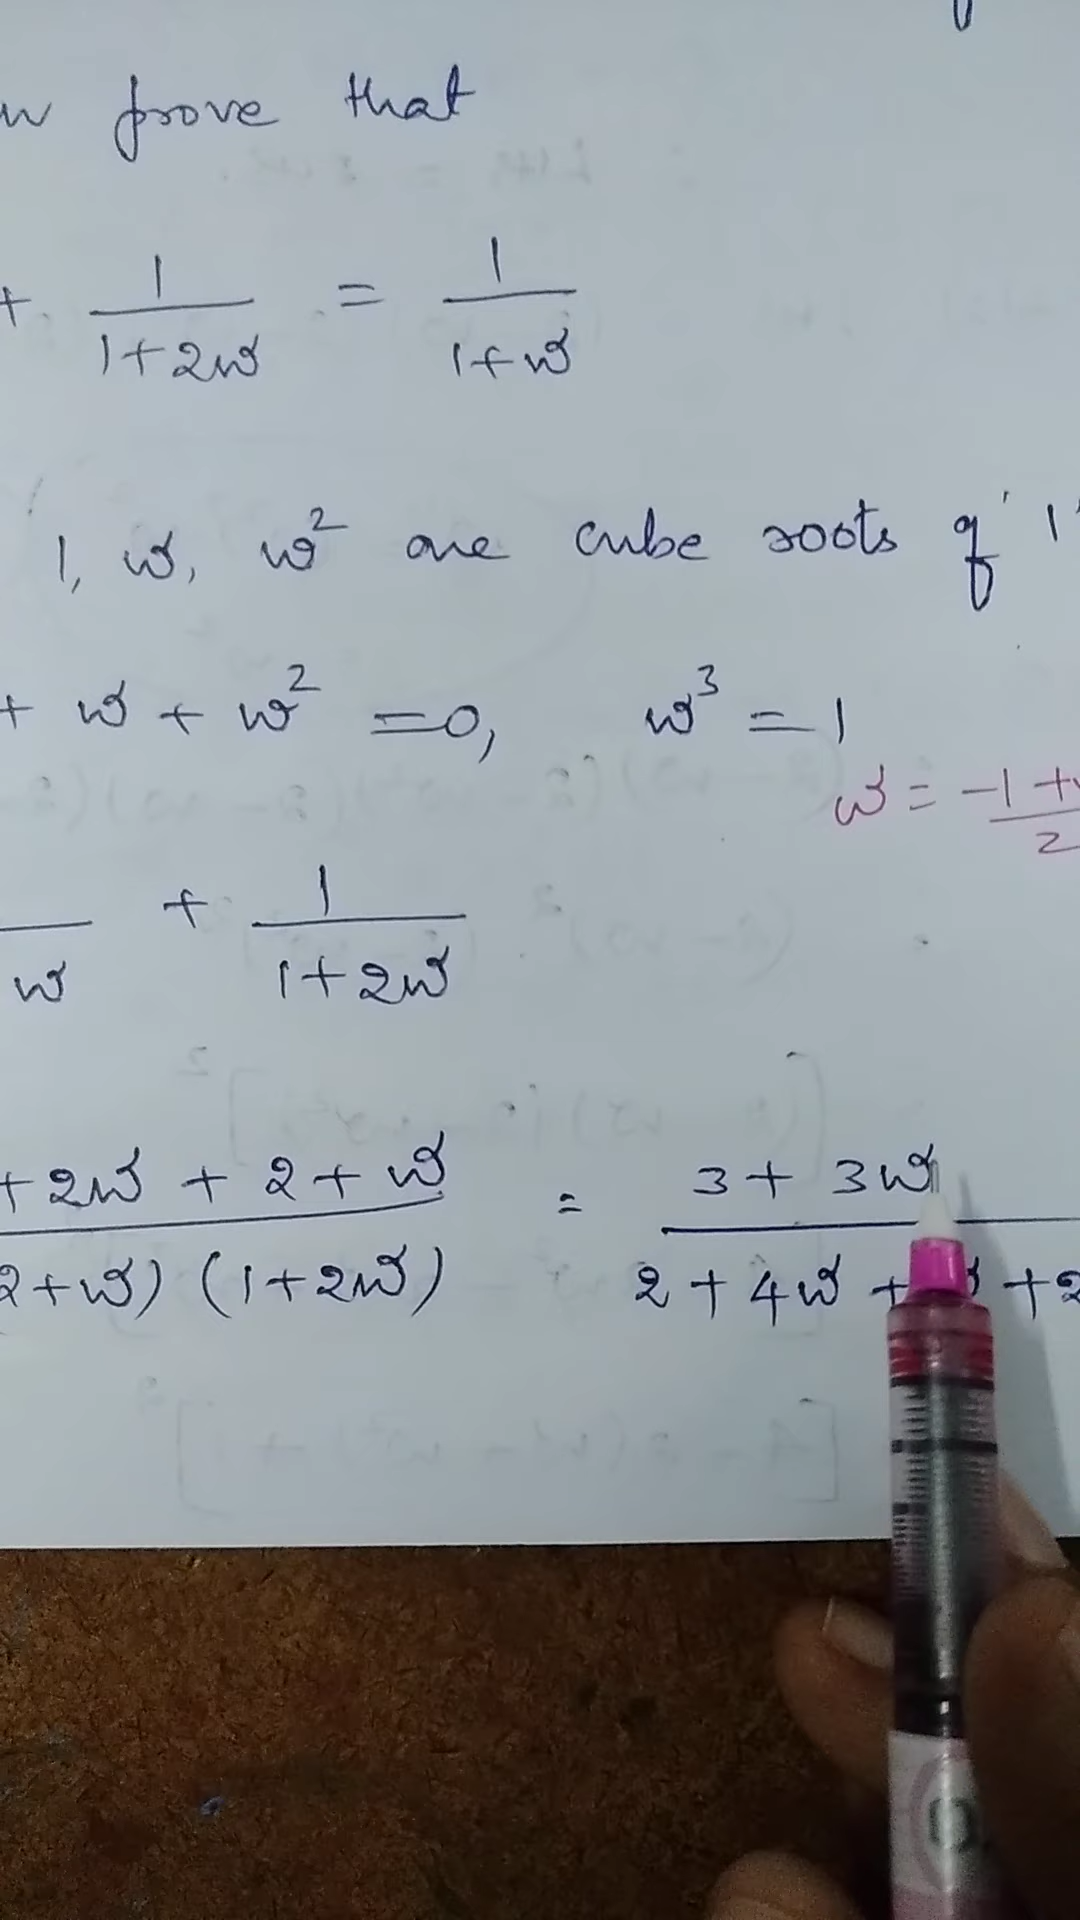 prove that
+ 1/(1+2ω) = 1/(1+ω)
1, ω, ω² are cube roots of '1'
+ ω + ω² =0, ω³ = 1
ω = -1 +
2
ω + 1/(1+2ω)
+ 2ω + 2 + ω = 3 + 3ω
2+ω) (1+2ω) 2 + 4ω + +2